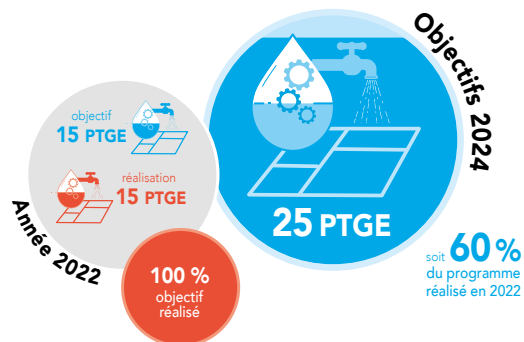 Année 2022
objectif
15 PTGE
réalisation
15 PTGE
100 %
objectif
réalisé
Objectifs 2024
25 PTGE
soit 60 %
du programme
réalisé en 2022